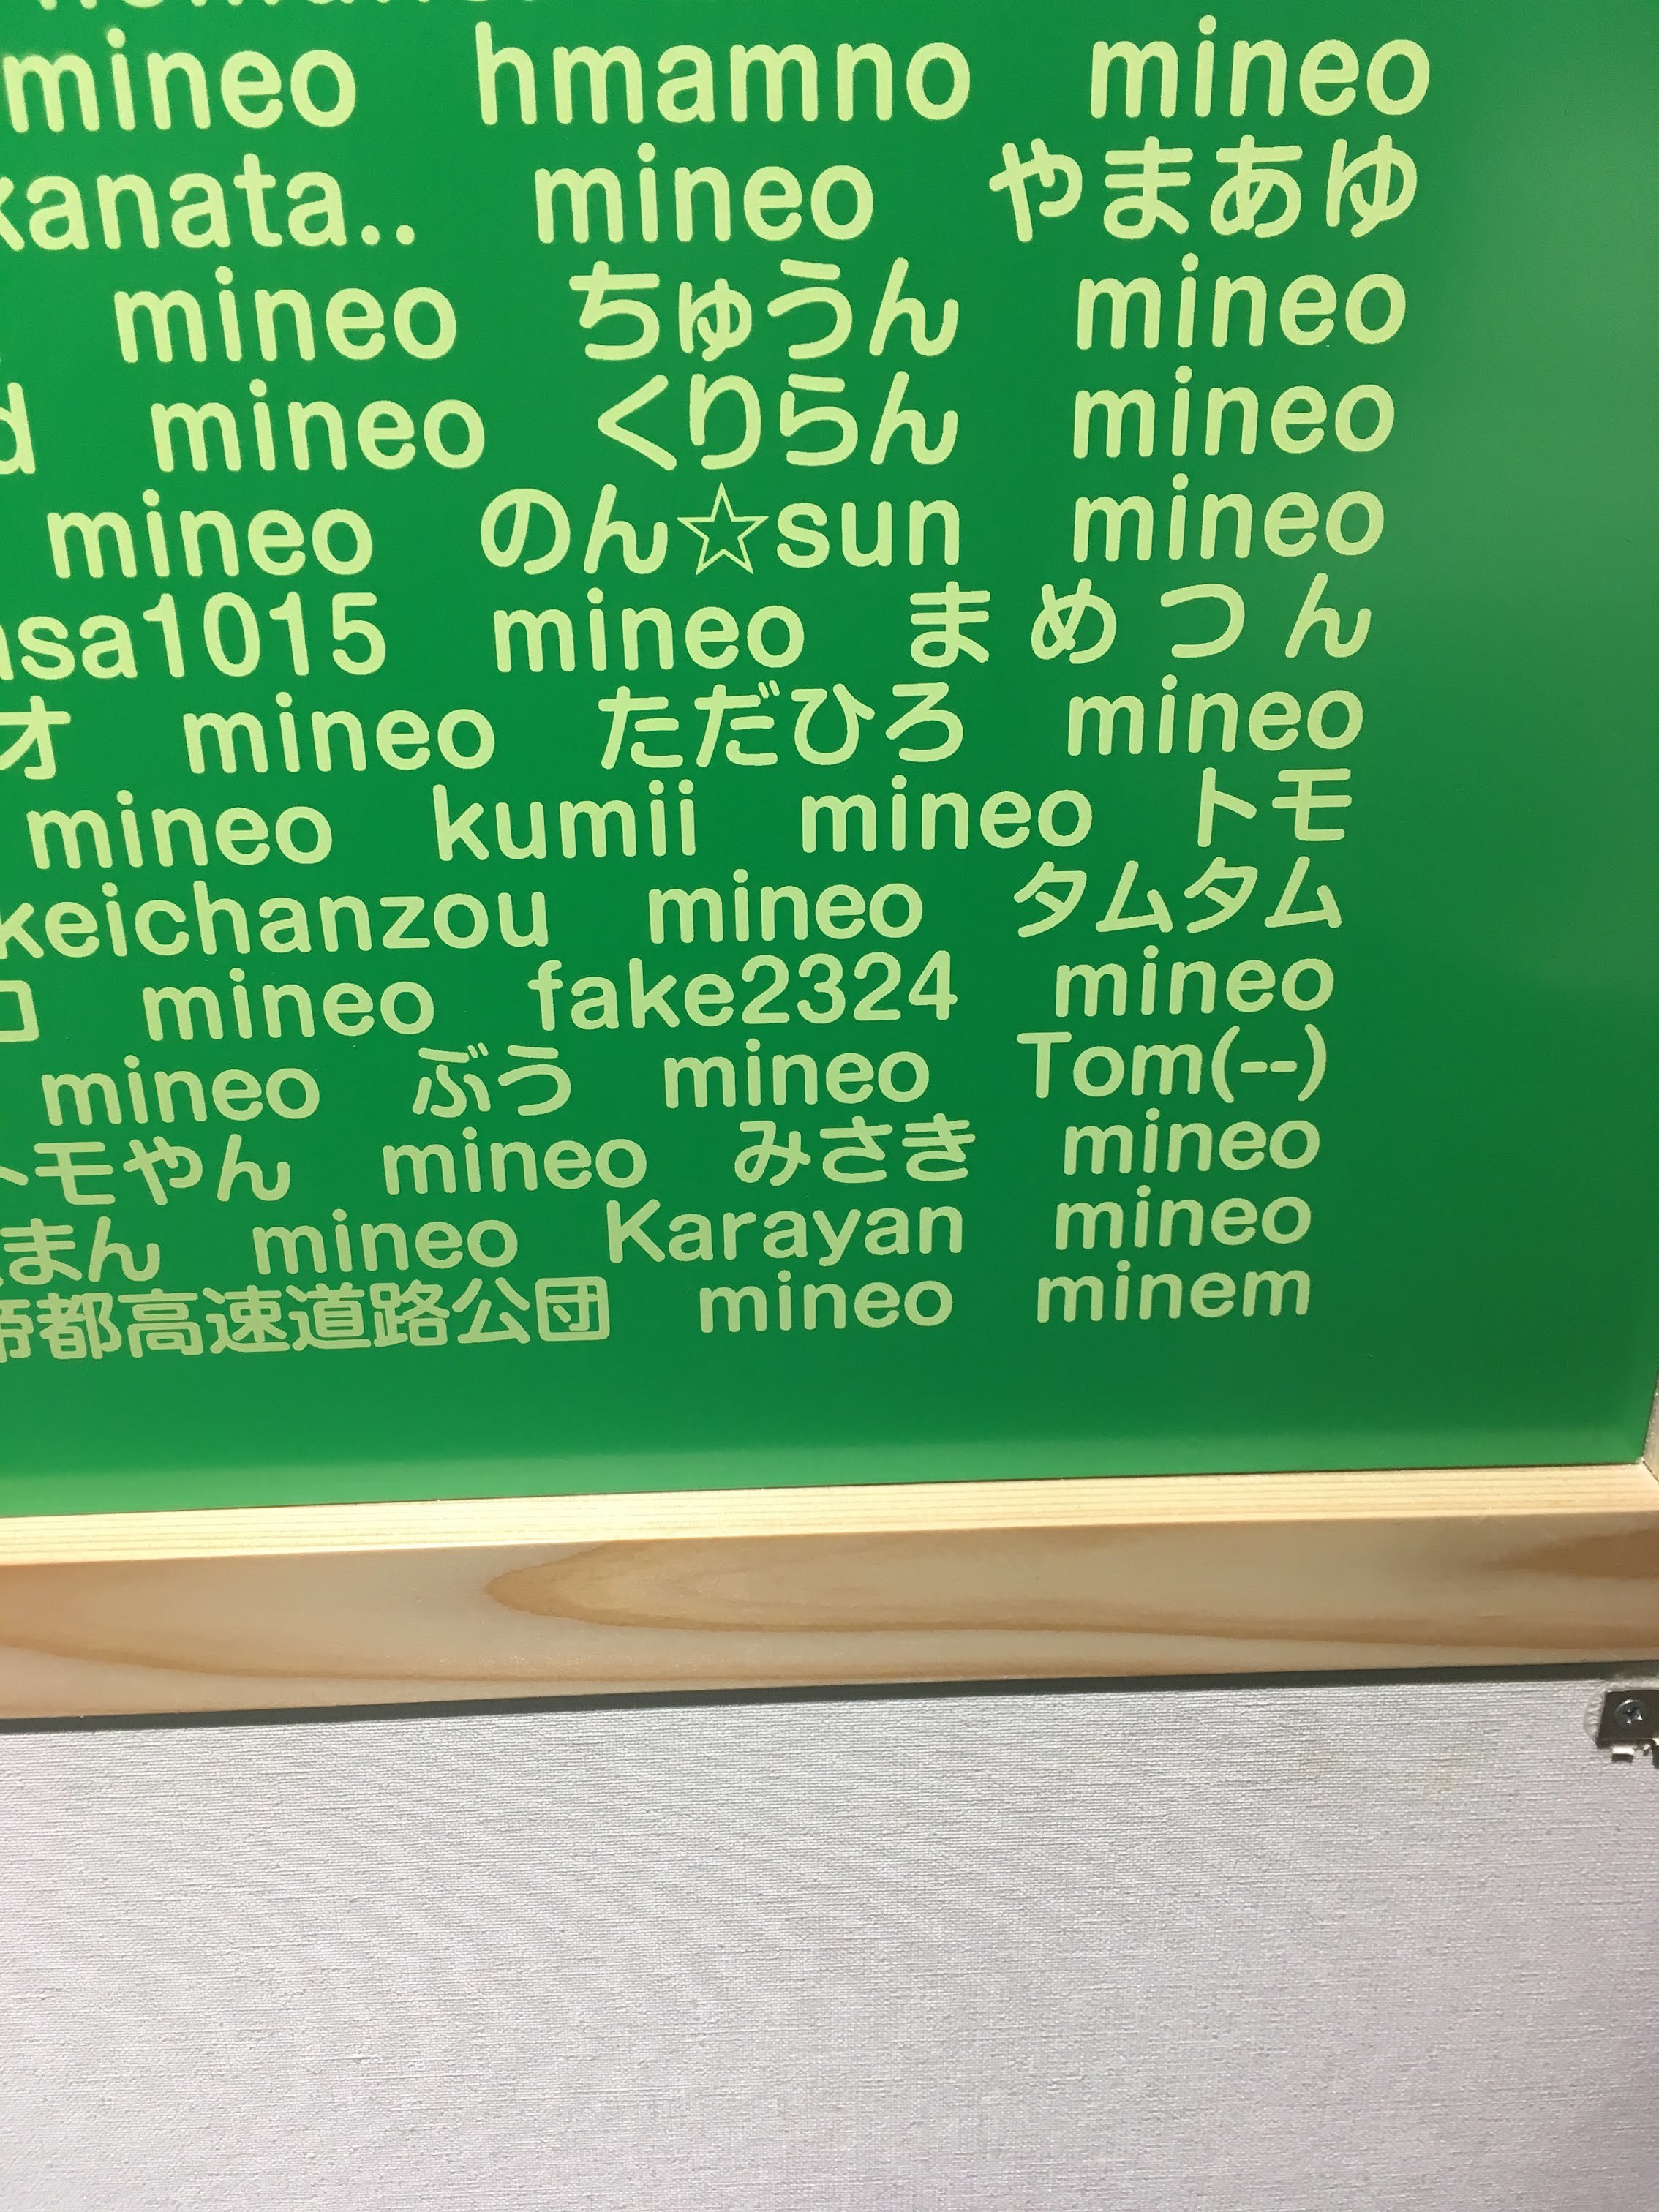 mineo hmamno mineo
kanata.. mineo やまあゆ
mineo ちゅうん mineo
mineo くりらん mineo
mineo のん☆sun mineo
sa1015 mineo まめつん
オ mineo ただひろ mineo
mineo kumii mineo トモ
keichanzou mineo タムタム
ロ mineo fake2324 mineo
mineo ぶう mineo Tom(--)
トモやん mineo みさき mineo
まん mineo Karayan mineo
帝都高速道路公団 mineo minem